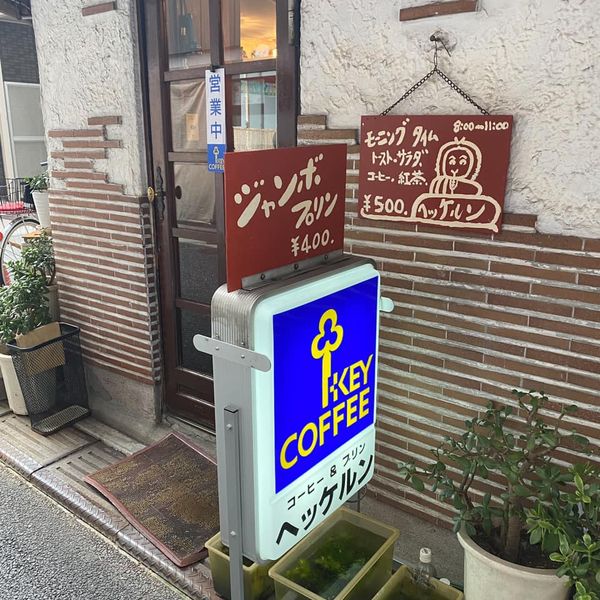 営業中
KEY
COFFEE
ジャンボ
プリン
¥400.
モーニング タイム 8:00〜11:00
トースト・サラダ
コーヒー・紅茶
¥500. ヘッケルン
KEY
COFFEE
コーヒー & プリン
ヘッケルン